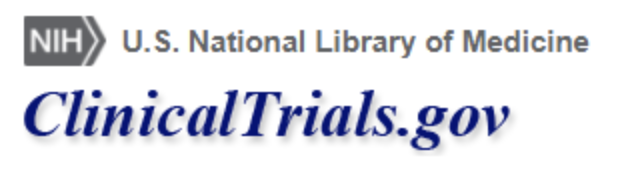 NIH U.S. National Library of Medicine
ClinicalTrials.gov